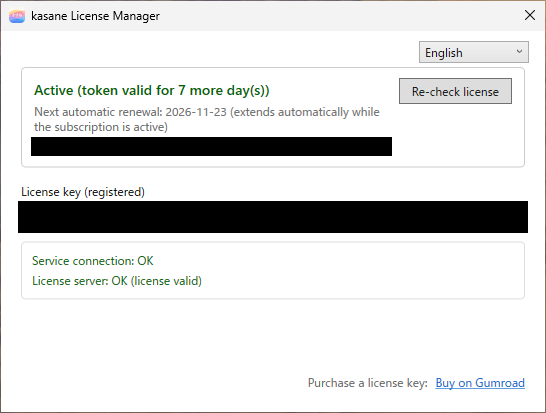 kasane License Manager
English
Active (token valid for 7 more day(s))
Re-check license
Next automatic renewal: 2026-11-23 (extends automatically while
the subscription is active)
License key (registered)
Service connection: OK
License server: OK (license valid)
Purchase a license key: Buy on Gumroad